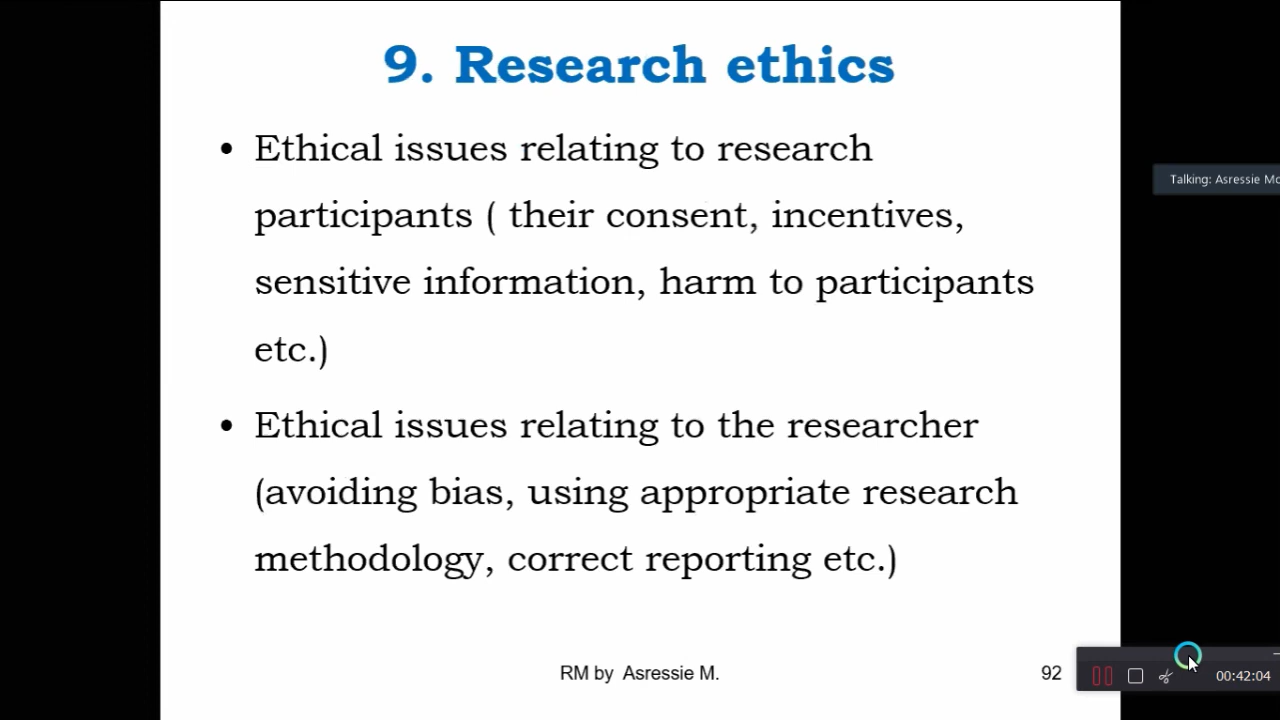 9. Research ethics
• Ethical issues relating to research
participants ( their consent, incentives,
sensitive information, harm to participants
etc.)
• Ethical issues relating to the researcher
(avoiding bias, using appropriate research
methodology, correct reporting etc.)
RM by Asressie M.
92
Talking: Asressie Mo
00:42:04